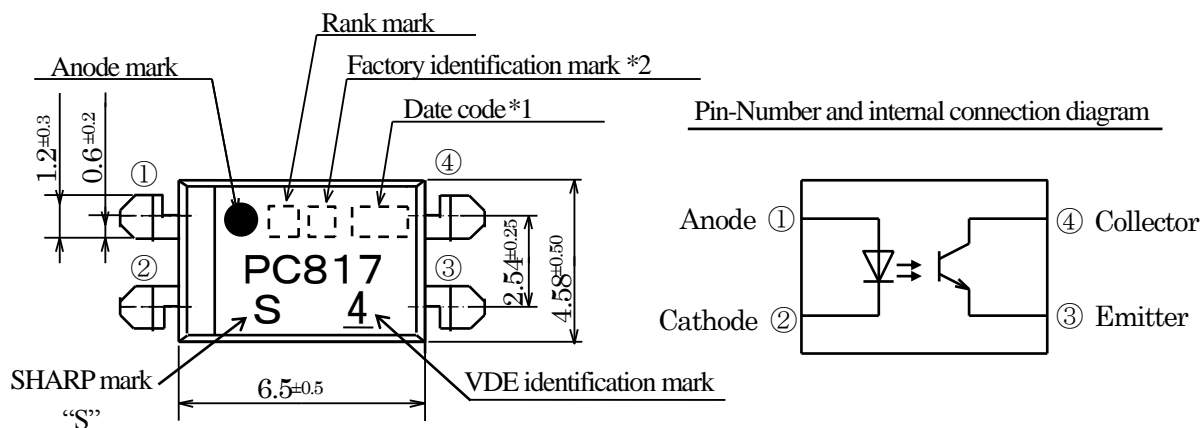 Rank mark
Anode mark
Factory identification mark *2
Date code*1
Pin-Number and internal connection diagram
1.2±0.3
0.6±0.2
①
④
PC817
②
③
S 4
2.54±0.25
4.58±0.50
SHARP mark
“S”
6.5±0.5
VDE identification mark
Anode ①
④ Collector
Cathode ②
③ Emitter